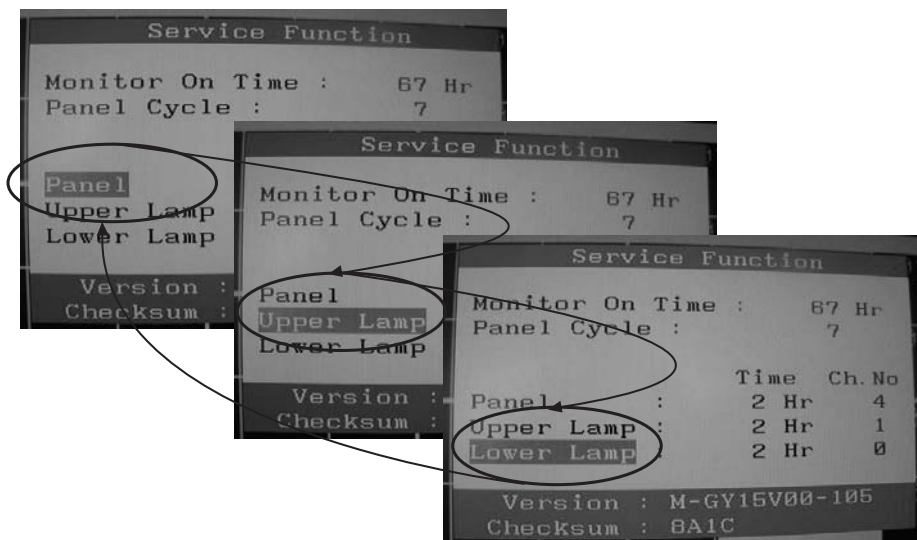 Service Function
Monitor On Time : 67 Hr
Panel Cycle : 7
Panel
Upper Lamp
Lower Lamp
Version :
Checksum :
Service Function
Monitor On Time : 67 Hr
Panel Cycle : 7
Panel
Upper Lamp
Lower Lamp
Version :
Checksum :
Service Function
Monitor On Time : 67 Hr
Panel Cycle : 7
Time Ch. No
Panel : 2 Hr 4
Upper Lamp : 2 Hr 1
Lower Lamp : 2 Hr 0
Version : M-GY15V00-105
Checksum : 8A1C